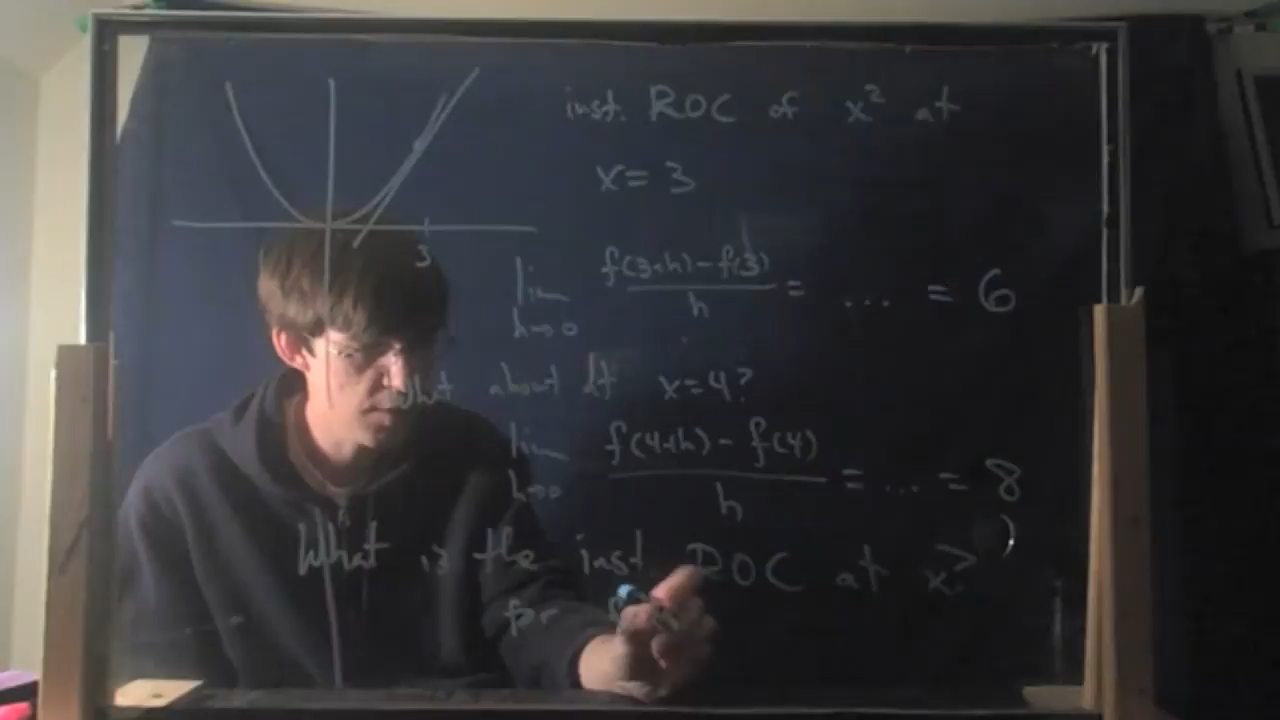 inst. ROC of x² at
x = 3
3
lim h→0 f(3+h) - f(3) / h = .... = 6
What about at x=4?
lim h→0 f(4+h) - f(4) / h = ... = 8
What is the inst ROC at x?
for